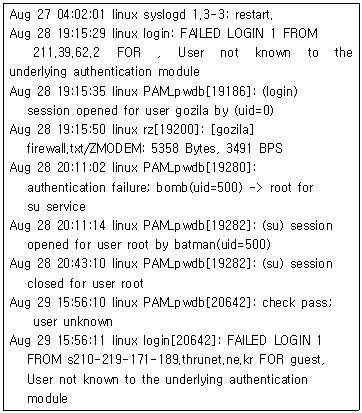 Aug 27 04:02:01 linux syslogd 1.3-3: restart.
Aug 28 19:15:29 linux login: FAILED LOGIN 1 FROM
211.39.62.2 FOR , User not known to the
underlying authentication module
Aug 28 19:15:35 linux PAM_pwdb[19186]: (login)
session opened for user gozila by (uid=0)
Aug 28 19:15:50 linux rz[19200]: [gozila]
firewall.txt/ZMODEM: 5358 Bytes, 3491 BPS
Aug 28 20:11:02 linux PAM_pwdb[19280]:
authentication failure; bomb(uid=500) -> root for
su service
Aug 28 20:11:14 linux PAM_pwdb[19282]: (su) session
opened for user root by batman(uid=500)
Aug 28 20:43:10 linux PAM_pwdb[19282]: (su) session
closed for user root
Aug 29 15:56:10 linux PAM_pwdb[20642]: check pass;
user unknown
Aug 29 15:56:11 linux login[20642]: FAILED LOGIN 1
FROM s210-219-171-189.thrunet.ne.kr FOR guest,
User not known to the underlying authentication
module